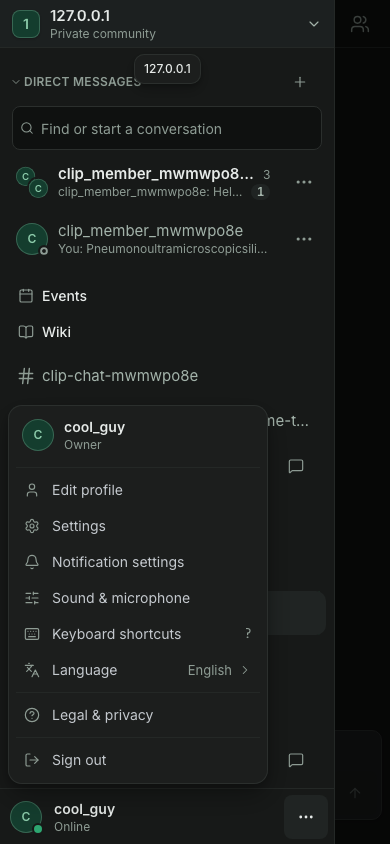 1
127.0.0.1
Private community
127.0.0.1
DIRECT MESSAGES
Find or start a conversation
C
C
clip_member_mwmwpo8... 3
clip_member_mwmwpo8e: Hel... 1
C
clip_member_mwmwpo8e
You: Pneumonoultramicroscopicsili...
Events
Wiki
# clip-chat-mwmwpo8e
me-t...
C
cool_guy
Owner
Edit profile
Settings
Notification settings
Sound & microphone
Keyboard shortcuts ?
Language English
Legal & privacy
Sign out
C
cool_guy
Online